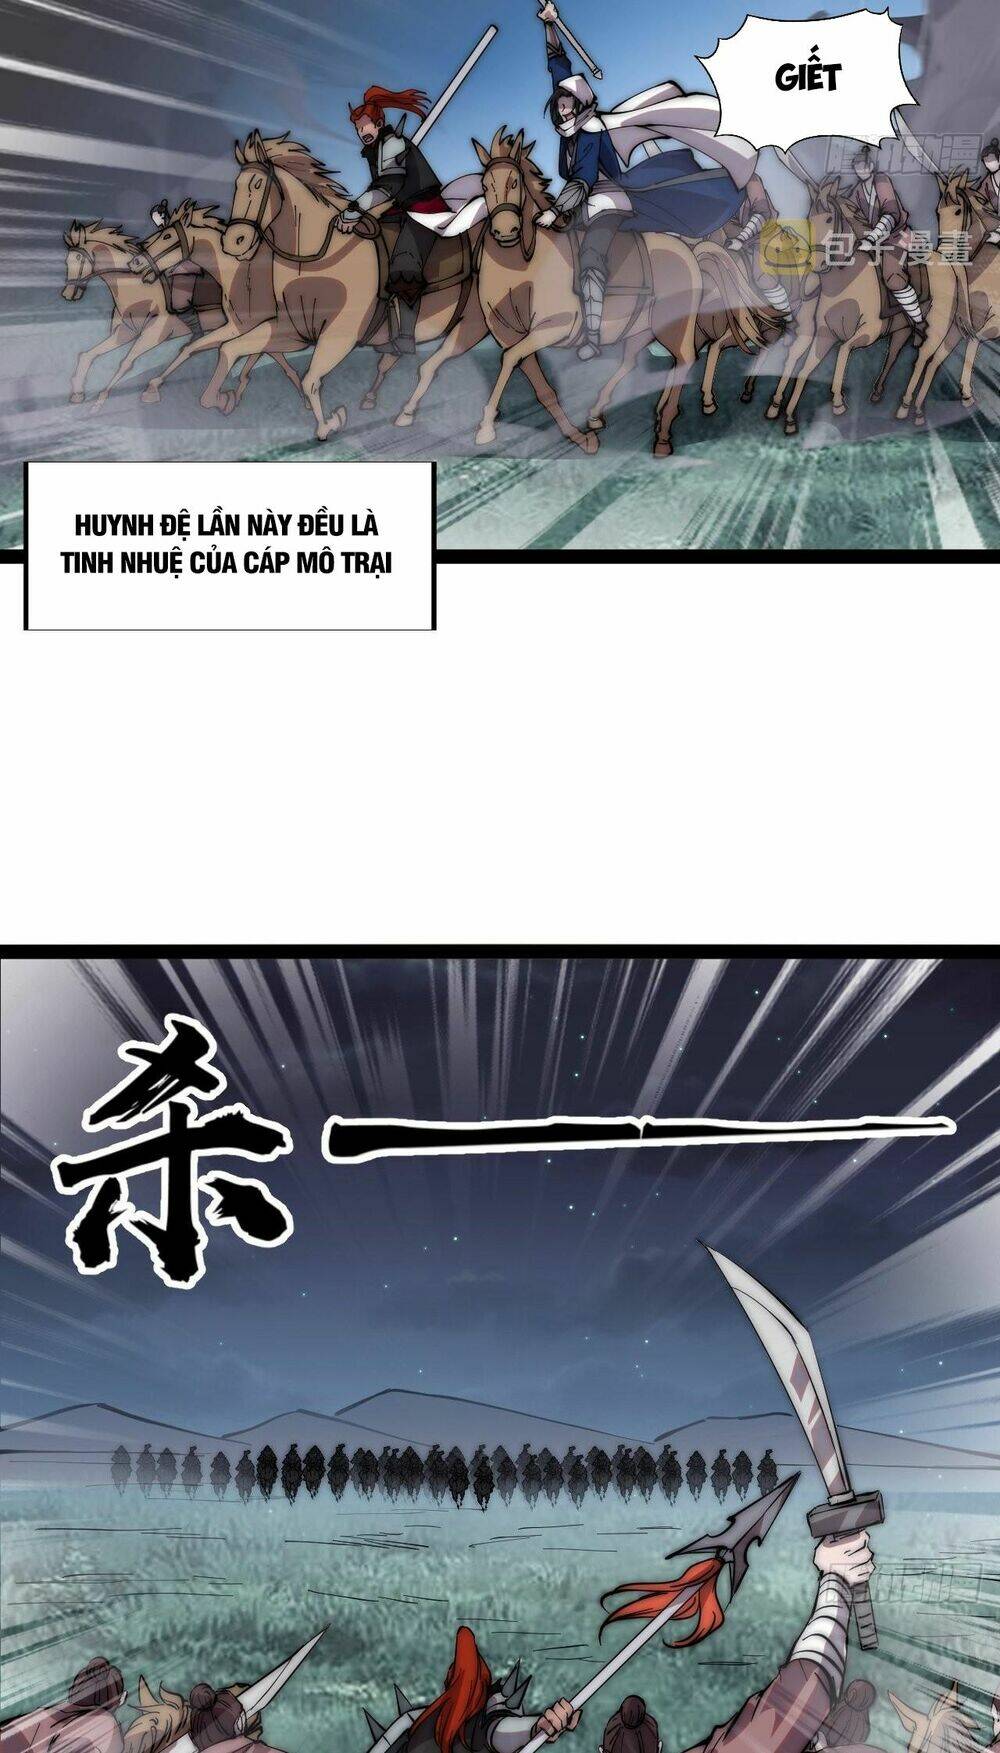 GIẾT
包子漫畫
HUYNH ĐỆ LẦN NÀY ĐỀU LÀ
TINH NHUỆ CỦA CÁP MÔ TRẠI
杀——